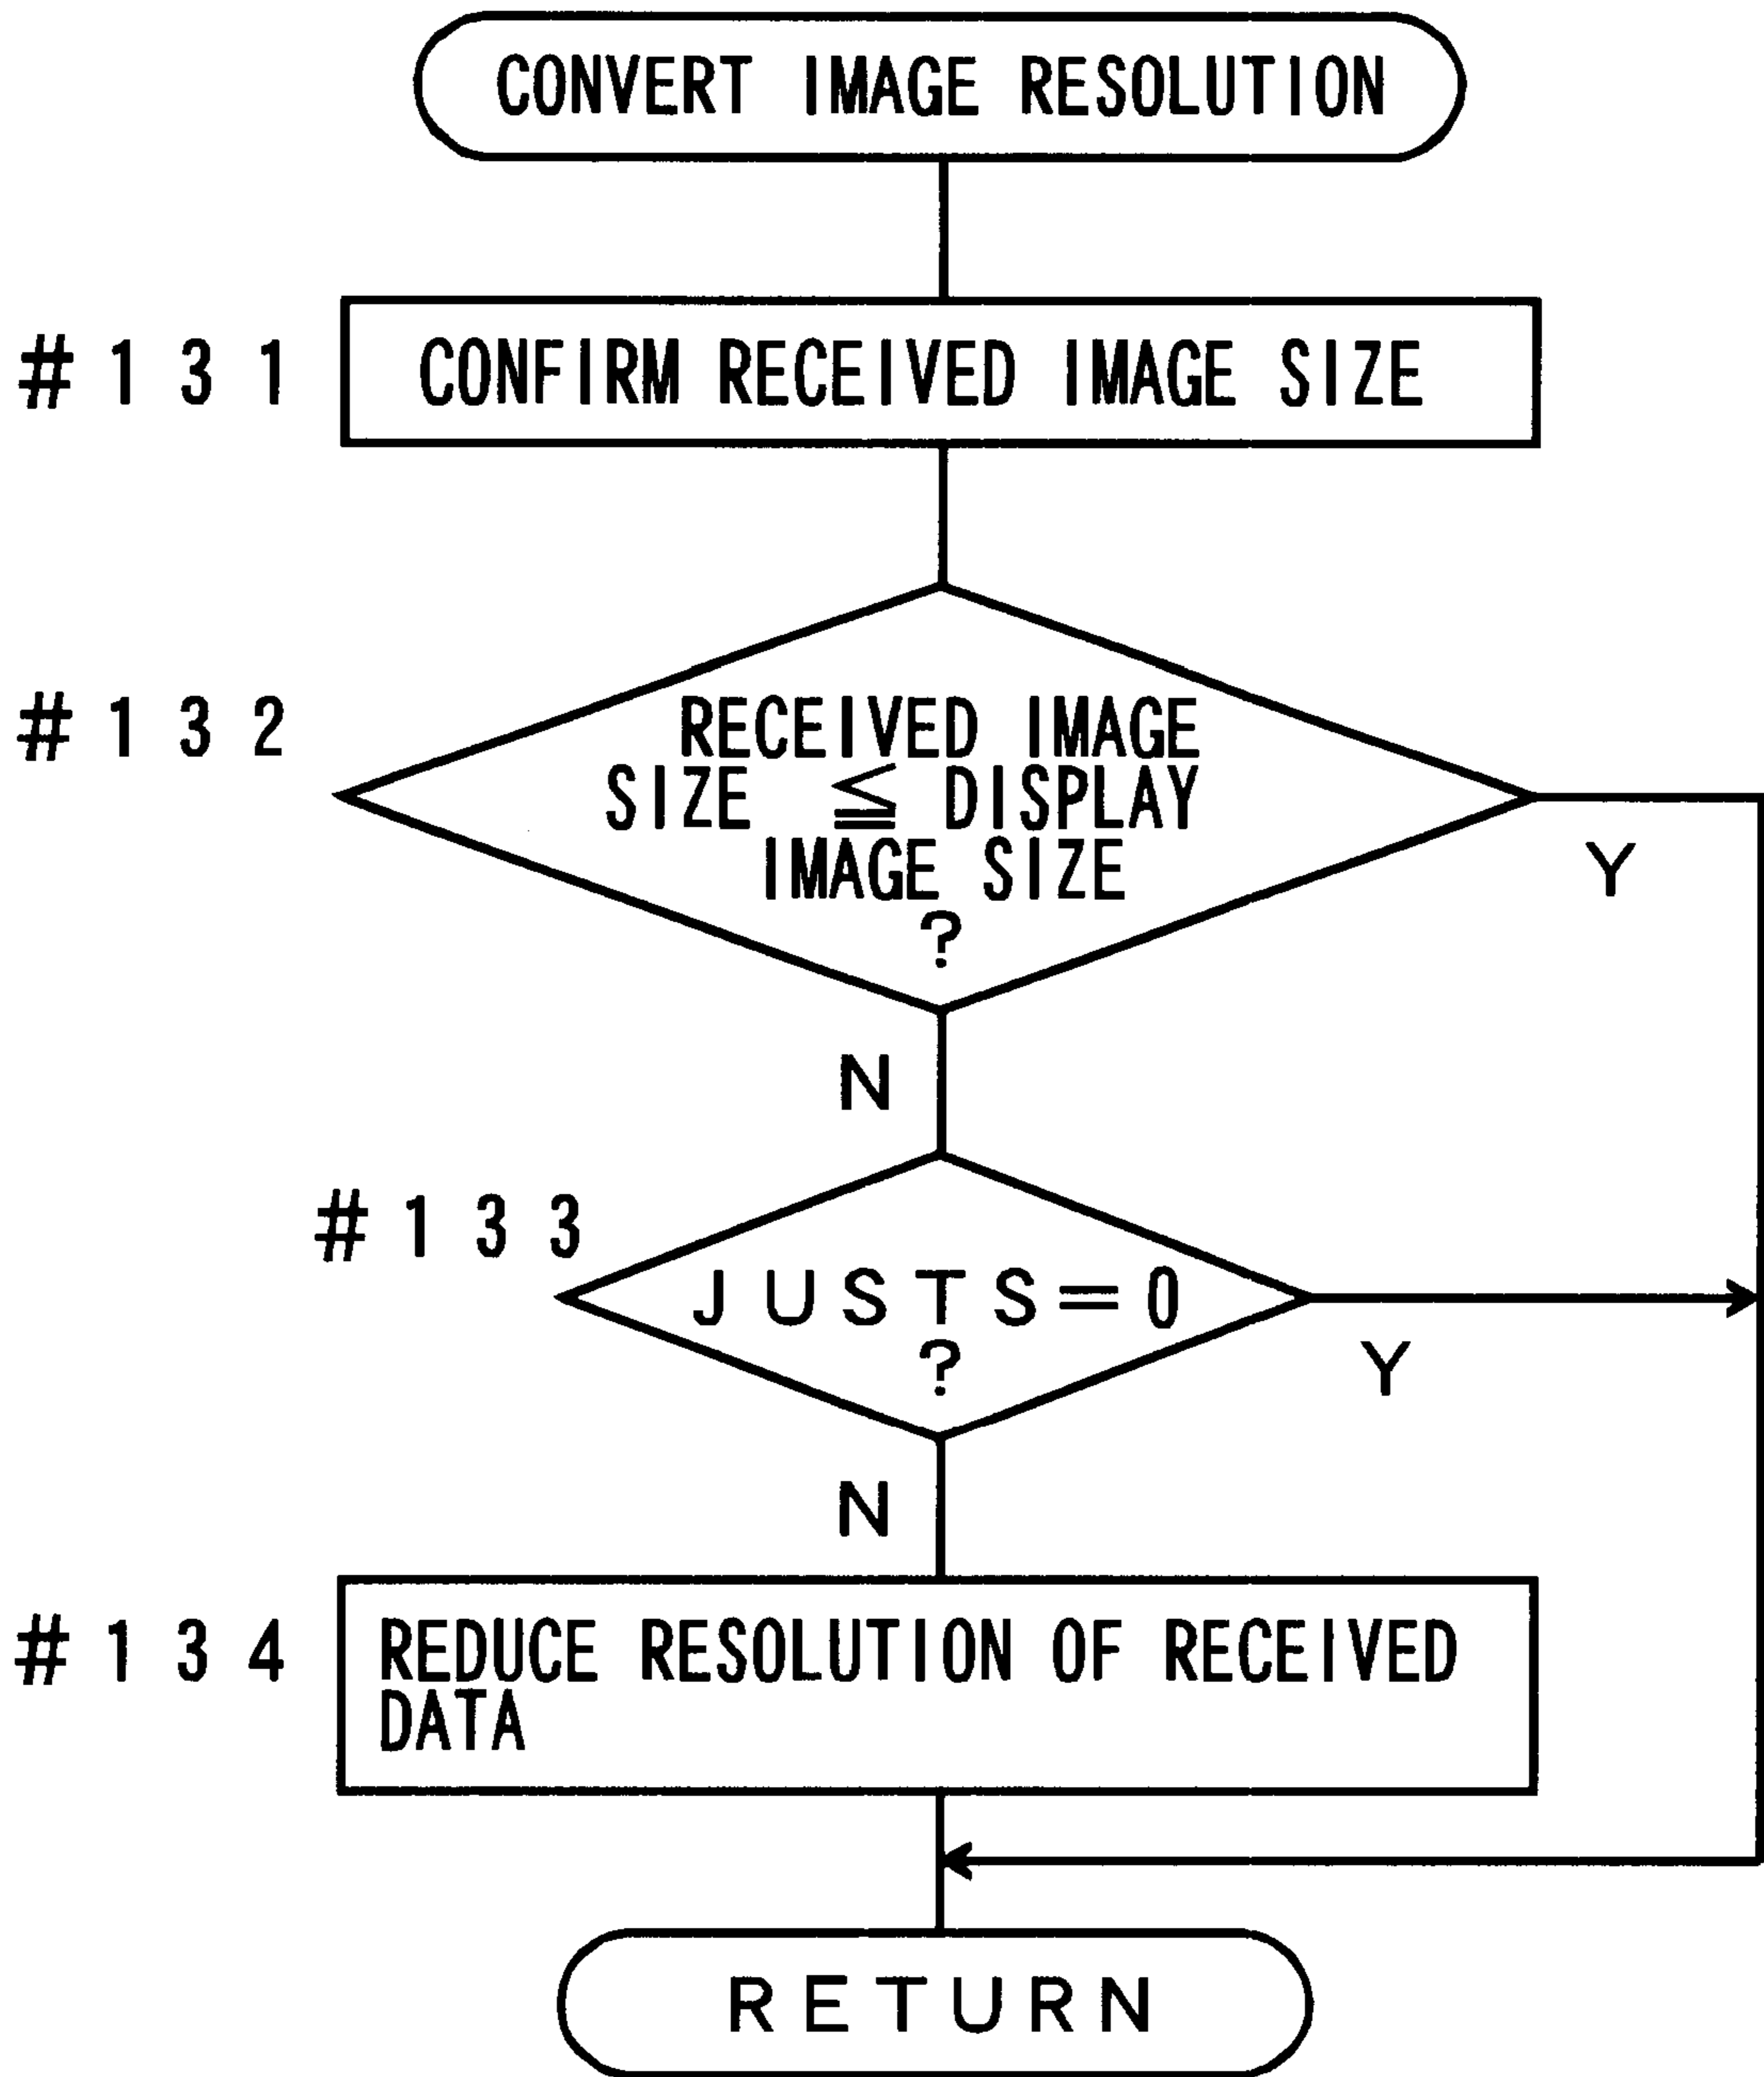 CONVERT IMAGE RESOLUTION
#131 CONFIRM RECEIVED IMAGE SIZE
#132
RECEIVED IMAGE
SIZE ≦ DISPLAY
IMAGE SIZE
?
Y
N
#133
JUSTS=0
?
Y
N
#134 REDUCE RESOLUTION OF RECEIVED
DATA
RETURN